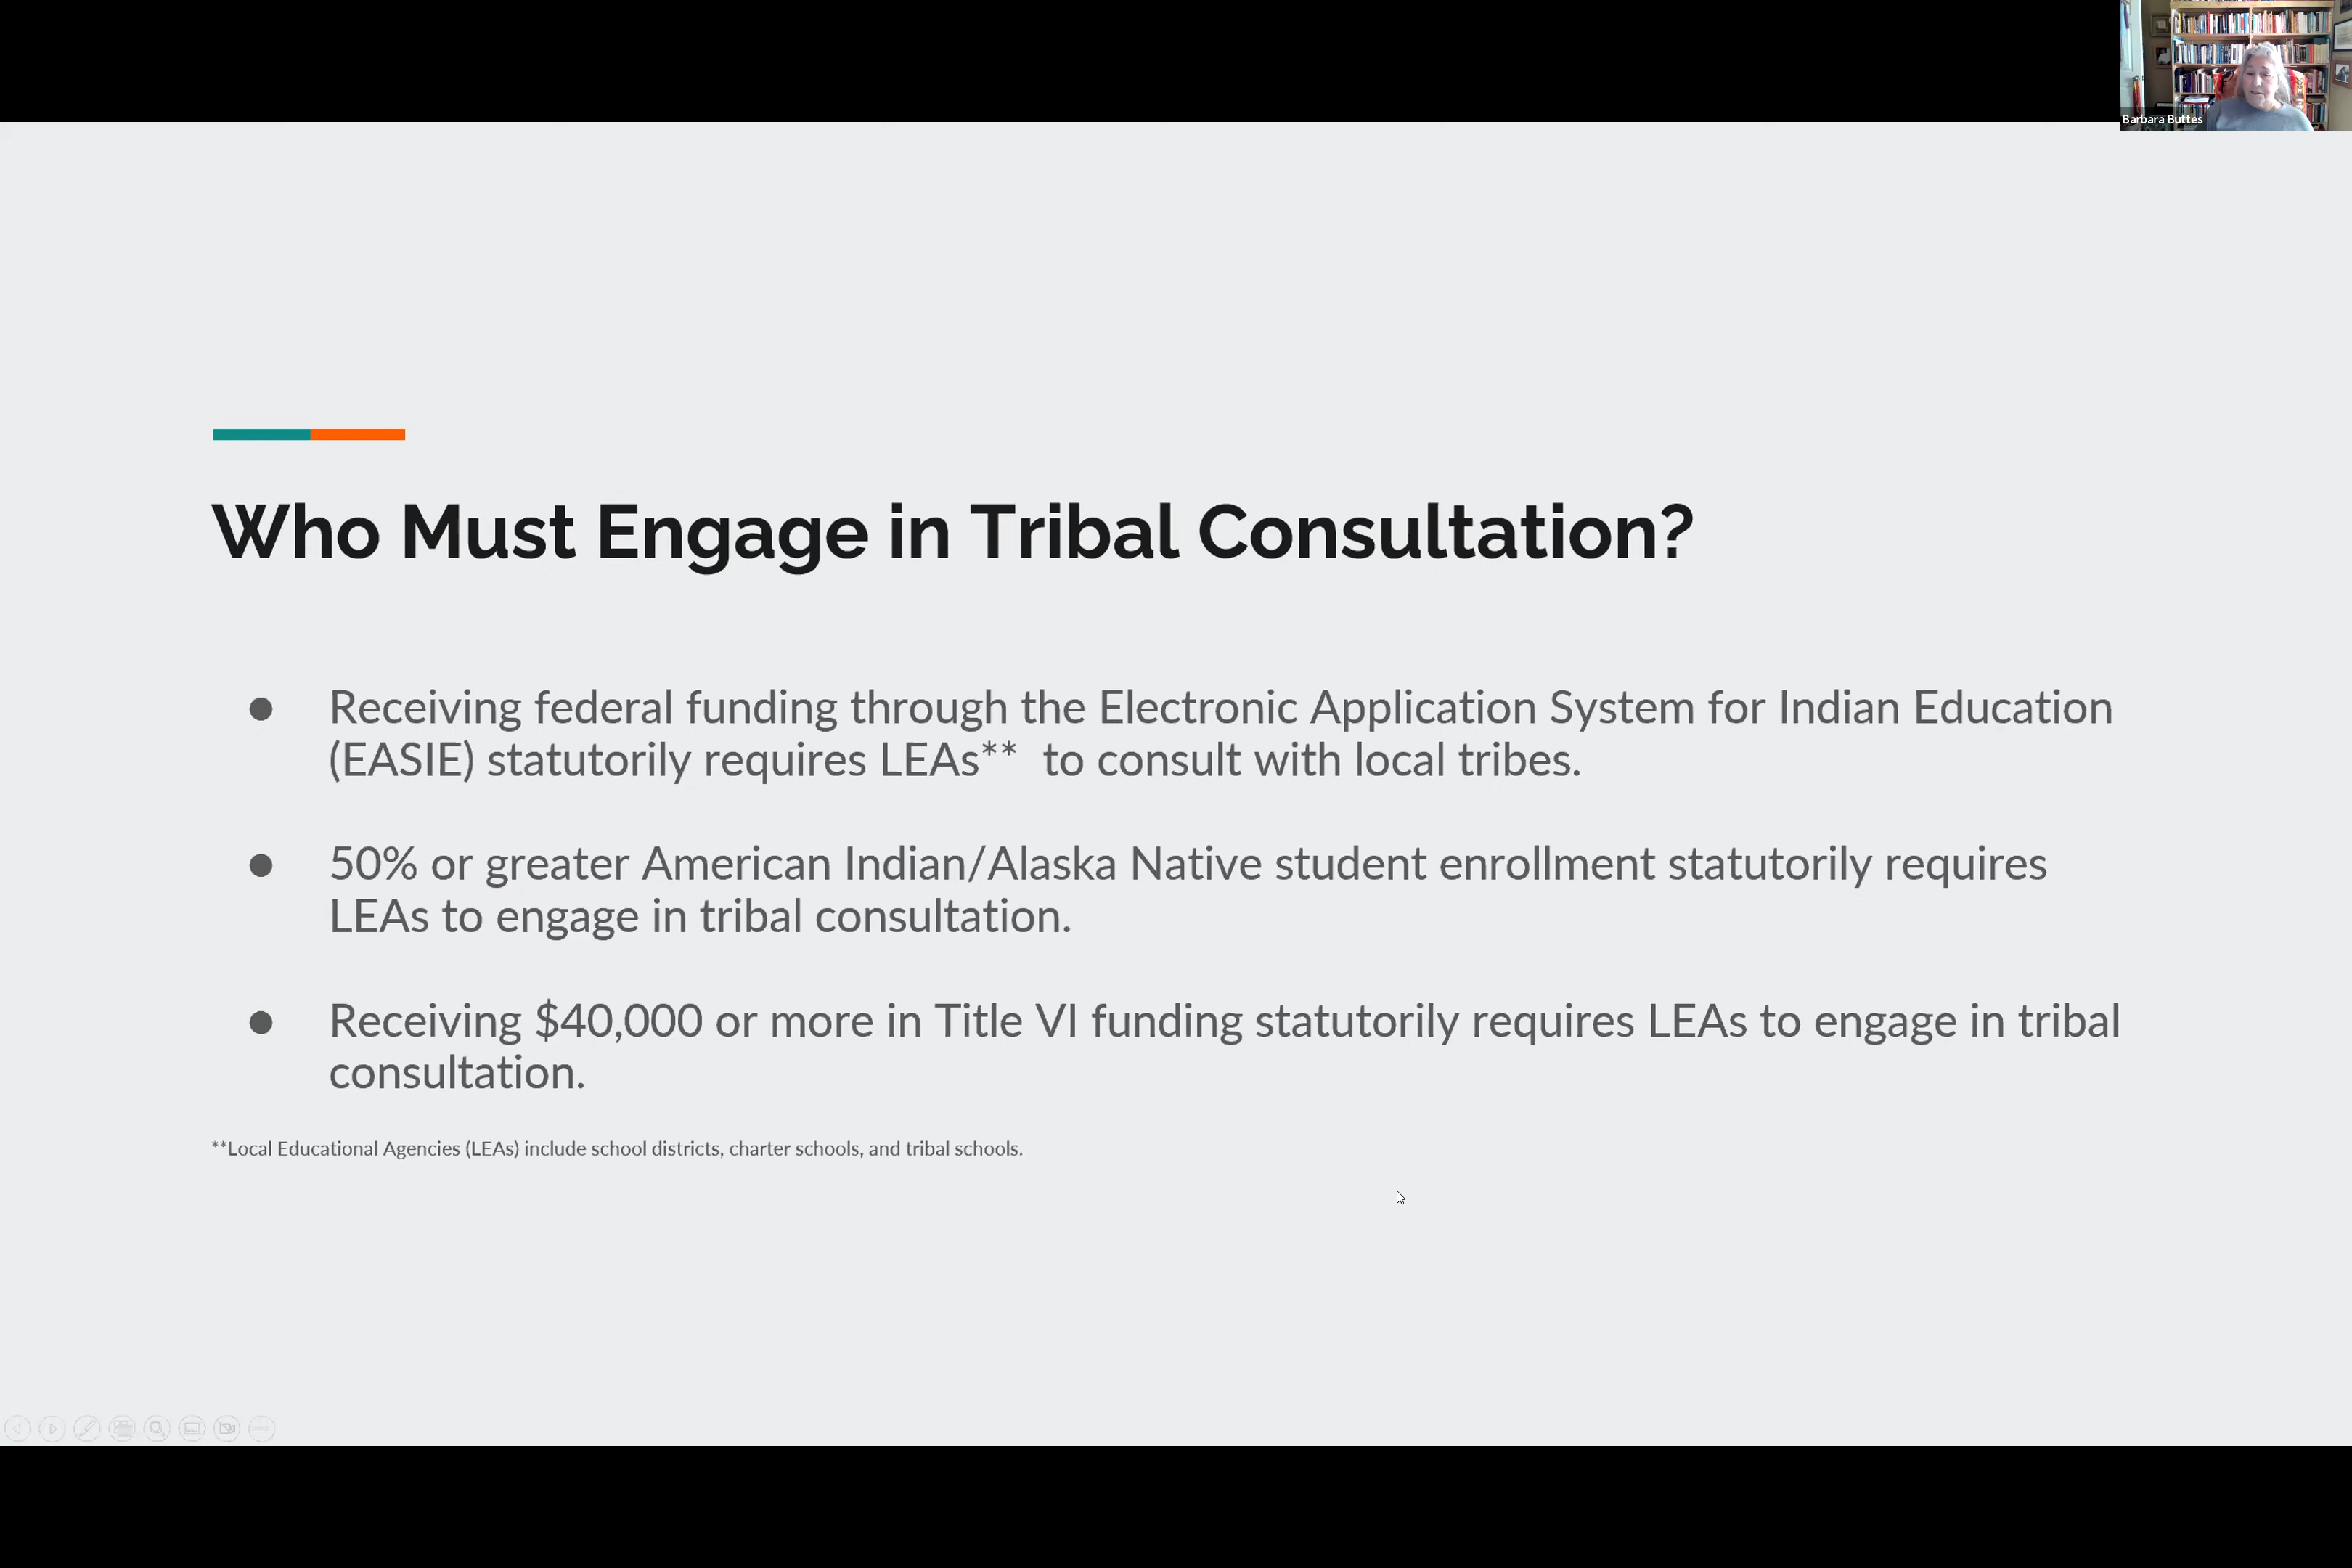 Barbara Buttes
Who Must Engage in Tribal Consultation?
● Receiving federal funding through the Electronic Application System for Indian Education
(EASIE) statutorily requires LEAs** to consult with local tribes.
● 50% or greater American Indian/Alaska Native student enrollment statutorily requires
LEAs to engage in tribal consultation.
● Receiving $40,000 or more in Title VI funding statutorily requires LEAs to engage in tribal
consultation.
**Local Educational Agencies (LEAs) include school districts, charter schools, and tribal schools.